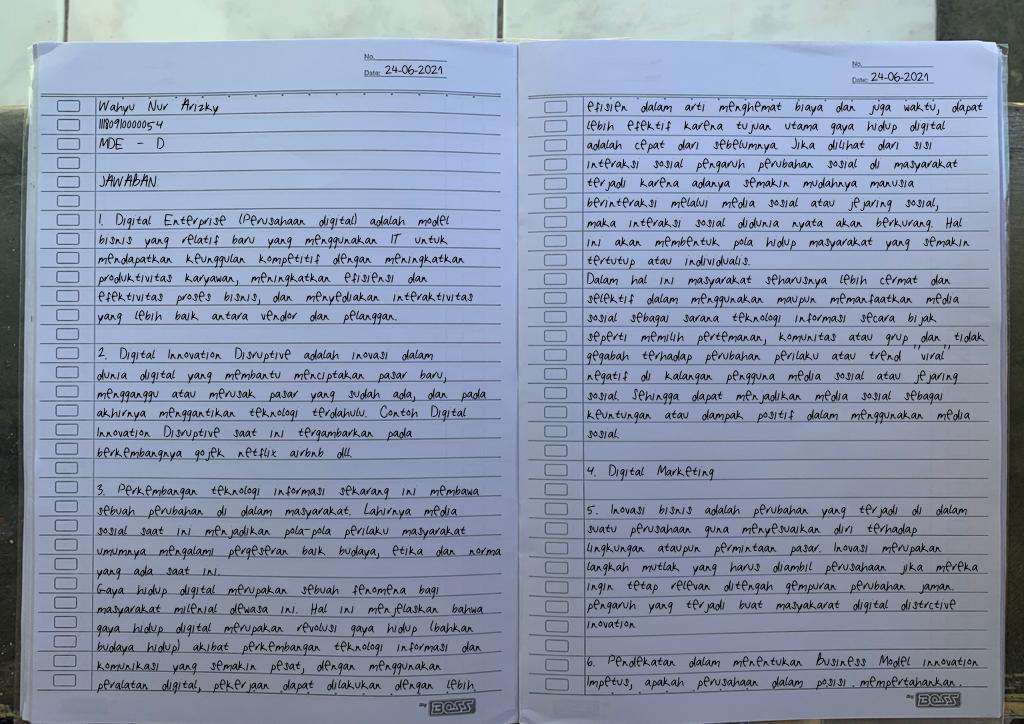 No.
Date: 24-06-2021
Wahyu Nur Arizky
11180910000054
MDE - D
JAWABAN
1. Digital Enterprise (Perusahaan digital) adalah model
bisnis yang relatif baru yang menggunakan IT untuk
mendapatkan keunggulan kompetitif dengan meningkatkan
produktivitas karyawan, meningkatkan efisiensi dan
efektivitas proses bisnis, dan menyediakan interaktivitas
yang lebih baik antara vendor dan pelanggan.
2. Digital Innovation Disruptive adalah inovasi dalam
dunia digital yang membantu menciptakan pasar baru,
mengganggu atau merusak pasar yang sudah ada, dan pada
akhirnya menggantikan teknologi terdahulu. Contoh Digital
Innovation Disruptive saat ini tergambarkan pada
berkembangnya gojek netflix airbnb dll.
3. Perkembangan teknologi informasi sekarang ini membawa
sebuah perubahan di dalam masyarakat. Lahirnya media
sosial saat ini menjadikan pola-pola perilaku masyarakat
umumnya mengalami pergeseran baik budaya, etika dan norma
yang ada saat ini.
Gaya hidup digital merupakan sebuah fenomena bagi
masyarakat milenial dewasa ini. Hal ini menjelaskan bahwa
gaya hidup digital merupakan revolusi gaya hidup (bahkan
budaya hidup) akibat perkembangan teknologi informasi dan
komunikasi yang semakin pesat, dengan menggunakan
peralatan digital, pekerjaan dapat dilakukan dengan lebih
By BOSS
No.
Date: 24-06-2021
efisien dalam arti menghemat biaya dan juga waktu, dapat
lebih efektif karena tujuan utama gaya hidup digital
adalah cepat dari sebelumnya Jika dilihat dari sisi
interaksi sosial pengaruh perubahan sosial di masyarakat
terjadi karena adanya semakin mudahnya manusia
berinteraksi melalui media sosial atau jejaring sosial,
maka interaksi sosial didunia nyata akan berkurang. Hal
ini akan membentuk pola hidup masyarakat yang semakin
tertutup atau individualis.
Dalam hal ini masyarakat seharusnya lebih cermat dan
selektif dalam menggunakan maupun memanfaatkan media
sosial sebagai sarana teknologi informasi secara bijak
seperti memilih pertemanan, komunitas atau grup dan tidak
gegabah terhadap perubahan perilaku atau trend "viral"
negatif di kalangan pengguna media sosial atau jejaring
sosial sehingga dapat menjadikan media sosial sebagai
keuntungan atau dampak positif dalam menggunakan media
sosial.
4. Digital Marketing
5. Inovasi bisnis adalah perubahan yang terjadi di dalam
suatu perusahaan guna menyesuaikan diri terhadap
lingkungan ataupun permintaan pasar. Inovasi merupakan
langkah mutlak yang harus diambil perusahaan jika mereka
ingin tetap relevan ditengah gempuran perubahan jaman.
pengaruh yang terjadi buat masyakarat digital distrctive
inovation
6. Pendekatan dalam menentukan Business Model innovation
Impetus, apakah perusahaan dalam posisi mempertahankan.
By BOSS